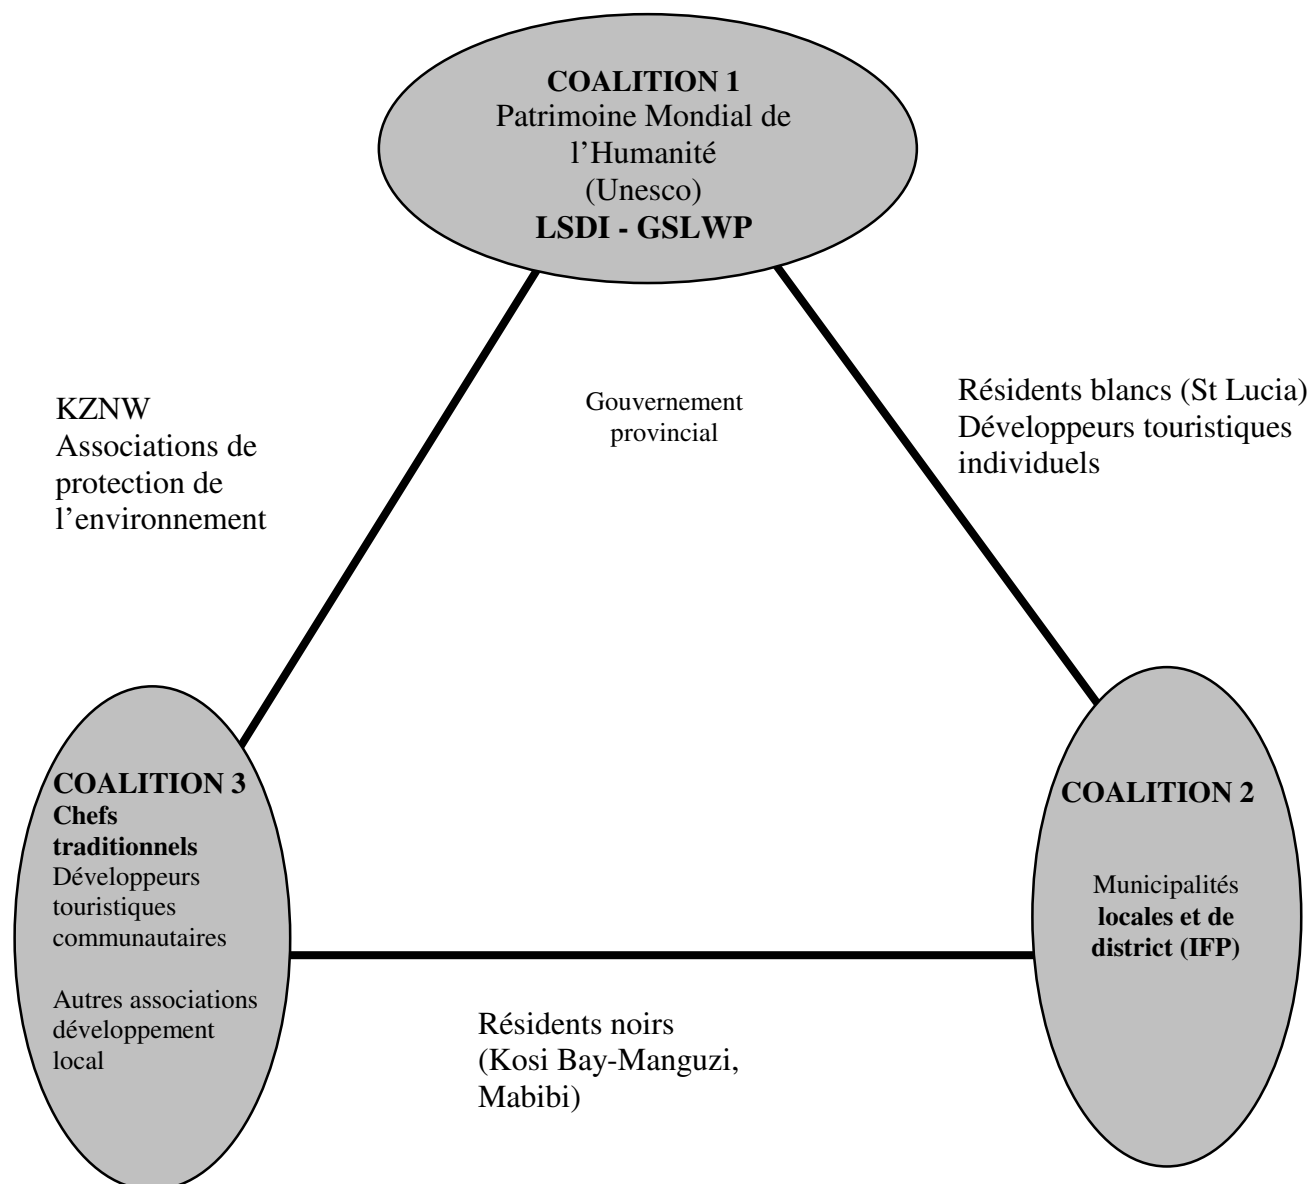 COALITION 1
Patrimoine Mondial de
l’Humanité
(Unesco)
LSDI - GSLWP
KZNW
Associations de
protection de
l’environnement
Gouvernement
provincial
Résidents blancs (St Lucia)
Développeurs touristiques
individuels
COALITION 3
Chefs
traditionnels
Développeurs
touristiques
communautaires
Autres associations
développement
local
COALITION 2
Municipalités
locales et de
district (IFP)
Résidents noirs
(Kosi Bay-Manguzi,
Mabibi)